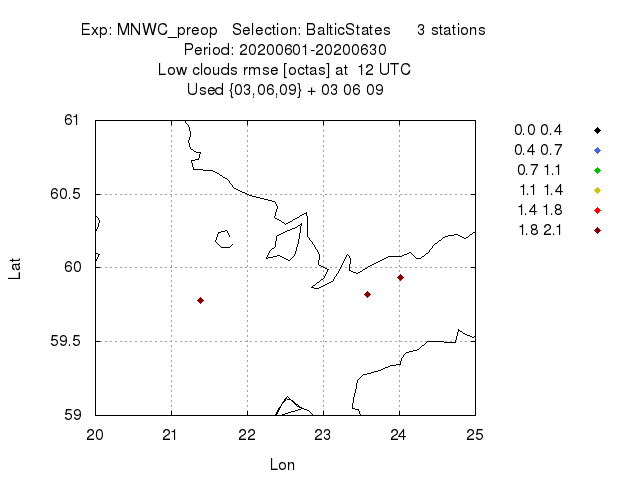 Exp: MNWC_preop   Selection: BalticStates      3 stations
Period: 20200601-20200630
Low clouds rmse [octas] at  12 UTC
Used {03,06,09} + 03 06 09
61
60.5
60
59.5
59
Lat
20 21 22 23 24 25
Lon
0.0 0.4
0.4 0.7
0.7 1.1
1.1 1.4
1.4 1.8
1.8 2.1